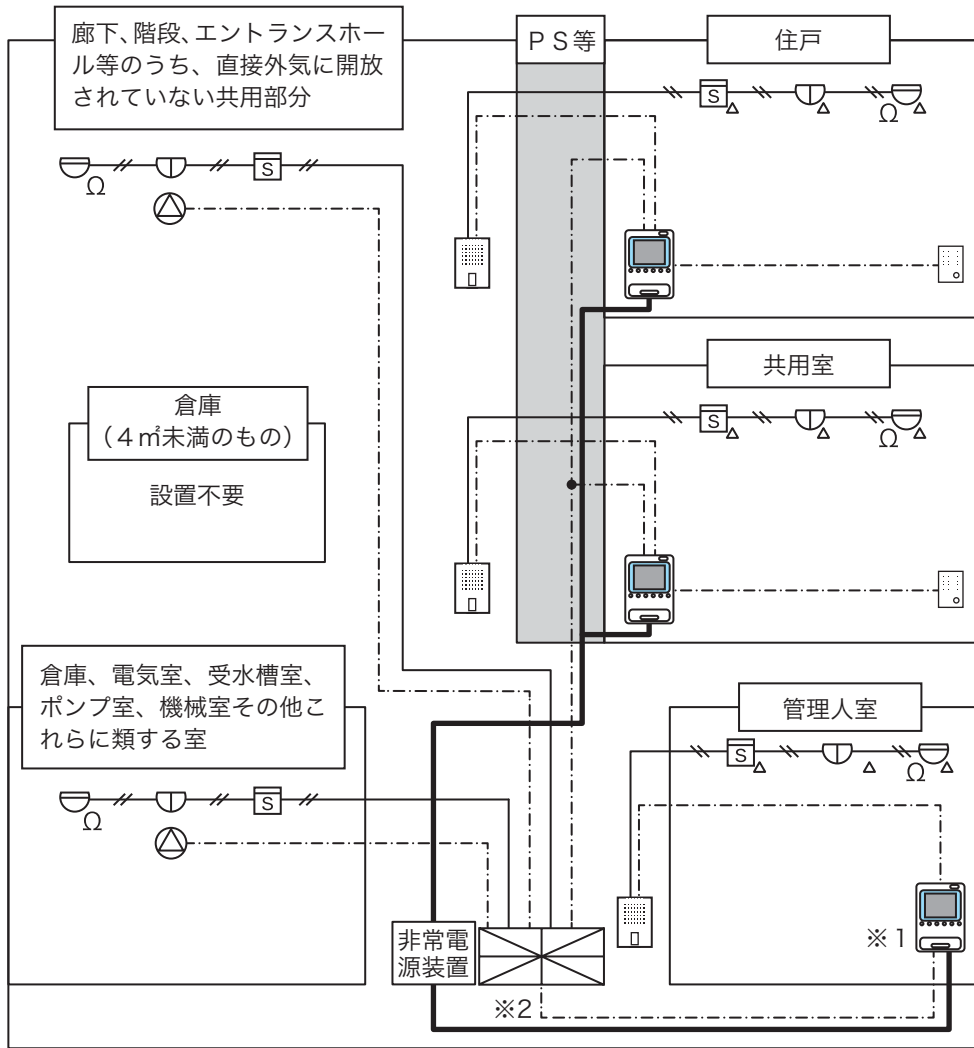 廊下、階段、エントランスホー
ル等のうち、直接外気に開放
されていない共用部分
ＰＳ等
住戸
S
Ω
Ω
S
共用室
S
Ω
倉庫
（４㎡未満のもの）
設置不要
倉庫、電気室、受水槽室、
ポンプ室、機械室その他こ
れらに類する室
管理人室
S
Ω
S
Ω
※1
非常電
源装置
※2